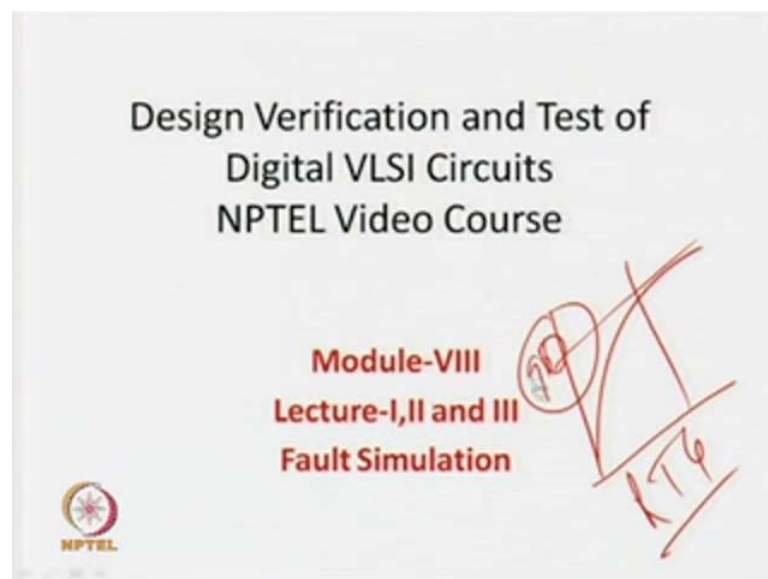 Design Verification and Test of
Digital VLSI Circuits
NPTEL Video Course
Module-VIII
Lecture-I,II and III
Fault Simulation
NPTEL